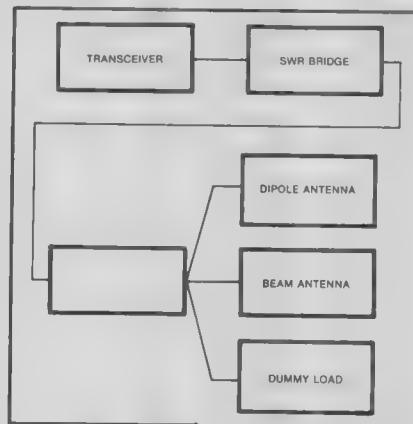 TRANSCEIVER
SWR BRIDGE
DIPOLE ANTENNA
BEAM ANTENNA
DUMMY LOAD